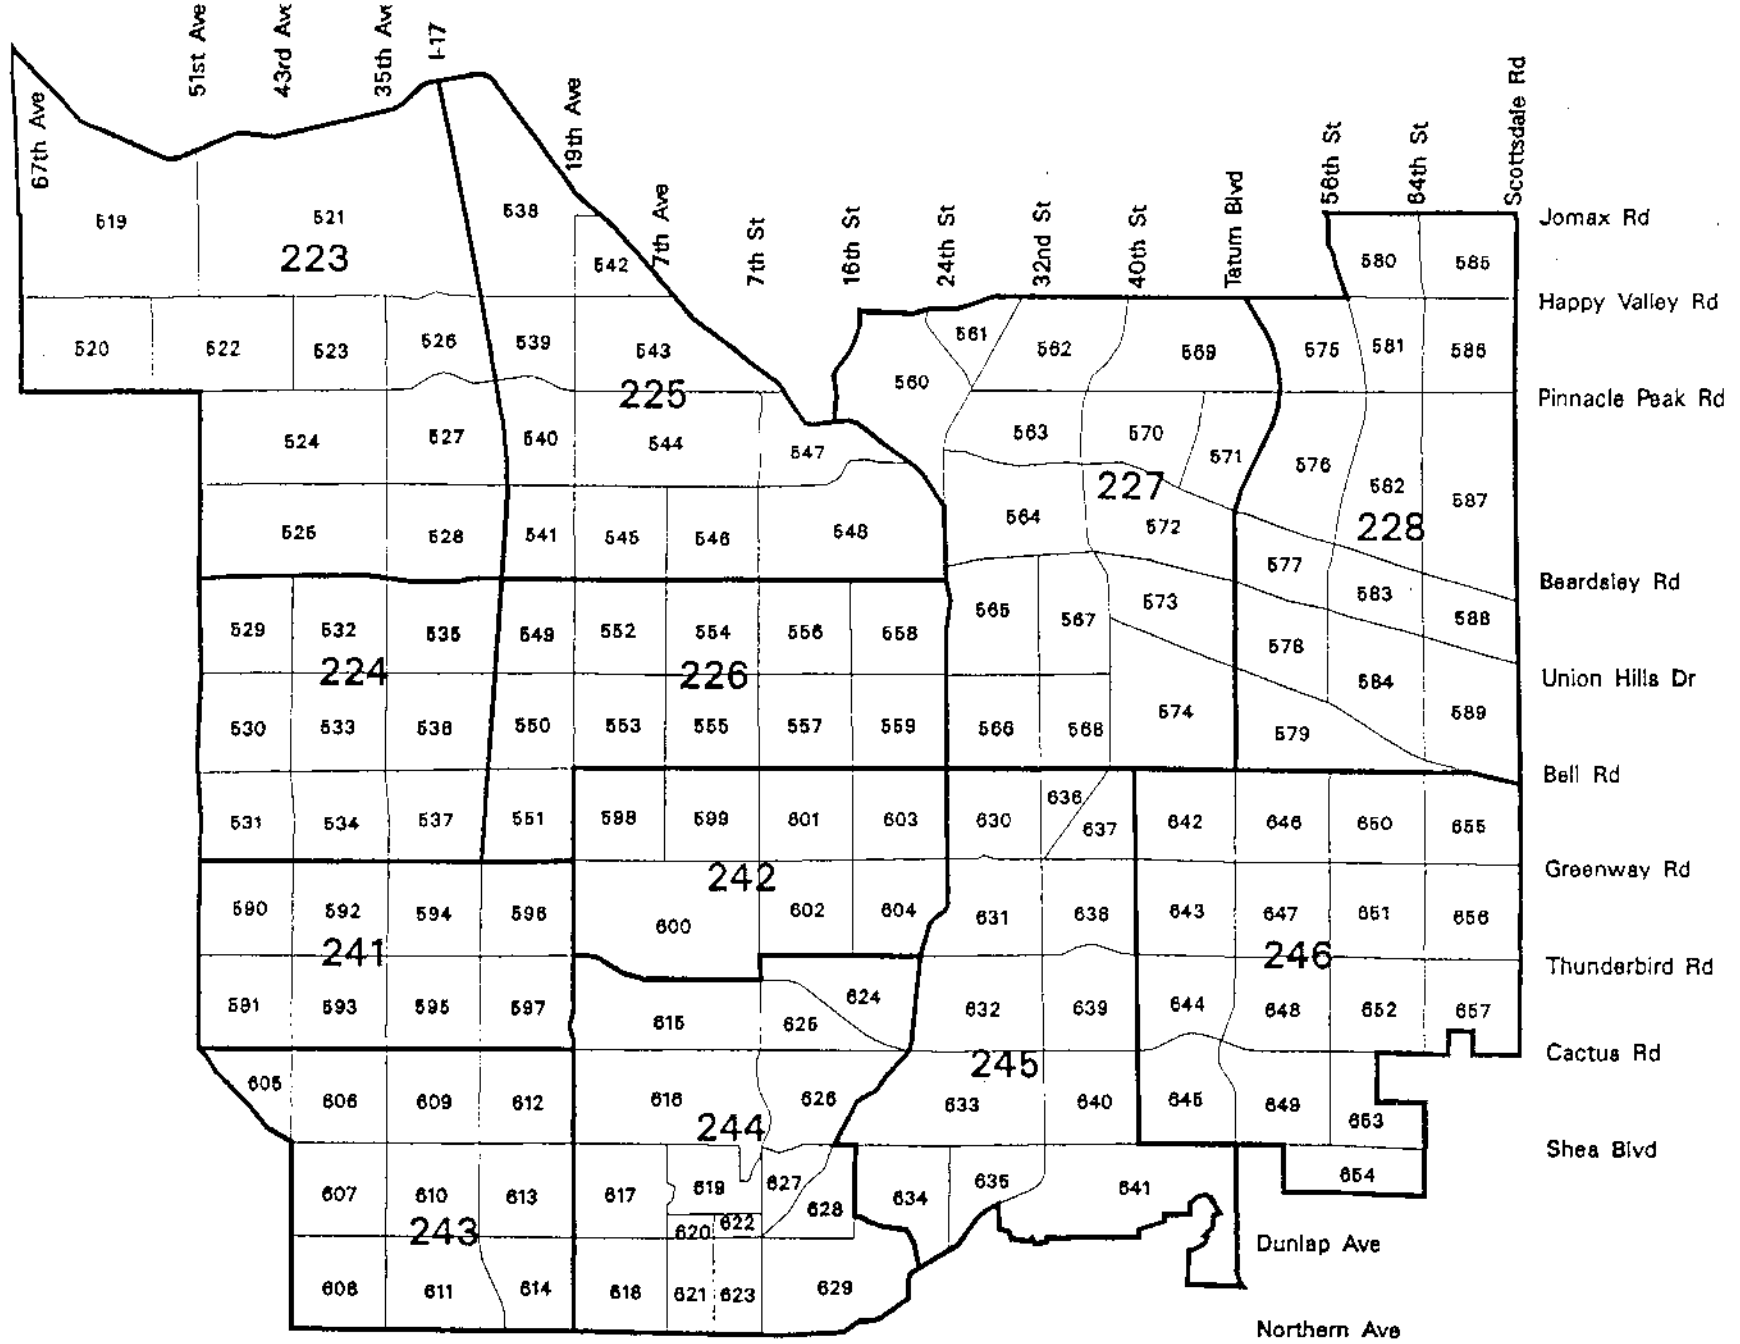 67th Ave
51st Ave
43rd Ave
35th Ave
I-17
19th Ave
7th Ave
7th St
16th St
24th St
32nd St
40th St
Tatum Blvd
56th St
64th St
Scottsdale Rd
Jomax Rd
519 521 538
223
542 580 585
Happy Valley Rd
520 522 523 526 539 543 561 562 569 575 581 586
560
225
Pinnacle Peak Rd
524 527 540 544 547 563 570 571 576
227
582 587
525 528 541 545 546 548 564 572
228
577
Beardsley Rd
529 532 535 549 552 554 556 558 565 567 573 583 588
224 226
578
Union Hills Dr
530 533 536 550 553 555 557 559 566 568 574 579 584 589
Bell Rd
531 534 537 551 598 599 601 603 630 636 637 642 646 650 655
Greenway Rd
242
590 592 594 596 600 602 604 631 638 643 647 651 656
241 246
Thunderbird Rd
591 593 595 597 615 625 624 632 639 644 648 652 657
Cactus Rd
245
605 606 609 612 616 626 633 640 645 649 653
244
Shea Blvd
654
607 610 613 617 619 627 628 634 635 641
243
620 622
Dunlap Ave
608 611 614 618 621 623 629
Northern Ave